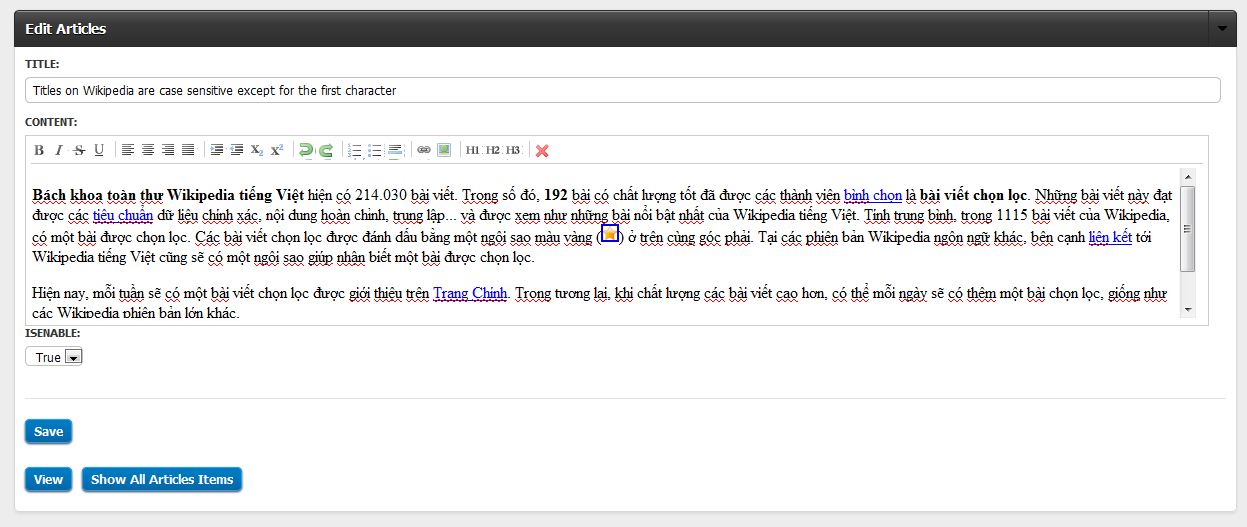 Edit Articles
TITLE:
Titles on Wikipedia are case sensitive except for the first character
CONTENT:
B I S U X₂ X² H1 H2 H3
Bách khoa toàn thư Wikipedia tiếng Việt hiện có 214.030 bài viết. Trong số đó, 192 bài có chất lượng tốt đã được các thành viên bình chọn là bài viết chọn lọc. Những bài viết này đạt
được các tiêu chuẩn dữ liệu chính xác, nội dung hoàn chỉnh, trung lập... và được xem như những bài nổi bật nhất của Wikipedia tiếng Việt. Tính trung bình, trong 1115 bài viết của Wikipedia,
có một bài được chọn lọc. Các bài viết chọn lọc được đánh dấu bằng một ngôi sao màu vàng ( ) ở trên cùng góc phải. Tại các phiên bản Wikipedia ngôn ngữ khác, bên cạnh liên kết tới
Wikipedia tiếng Việt cũng sẽ có một ngôi sao giúp nhận biết một bài được chọn lọc.
Hiện nay, mỗi tuần sẽ có một bài viết chọn lọc được giới thiệu trên Trang Chính. Trong tương lai, khi chất lượng các bài viết cao hơn, có thể mỗi ngày sẽ có thêm một bài chọn lọc, giống như
các Wikipedia phiên bản lớn khác.
ISENABLE:
True
Save
View Show All Articles Items